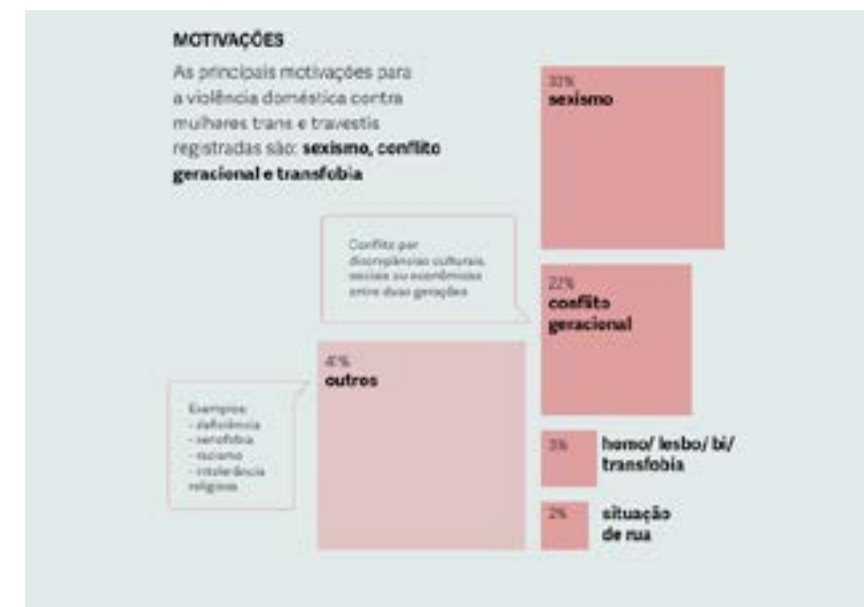 MOTIVAÇÕES
As principais motivações para
a violência doméstica contra
mulheres trans e travestis
registradas são: sexismo, conflito
geracional e transfobia
sexismo
Conflito por
discrepâncias culturais,
sociais ou econômicas
entre duas gerações
22%
conflito
geracional
41%
outros
Exemplos:
- deficiência
- xenofobia
- racismo
- intolerância
religiosa
3%
homo/ lesbo/ bi/
transfobia
2%
situação
de rua